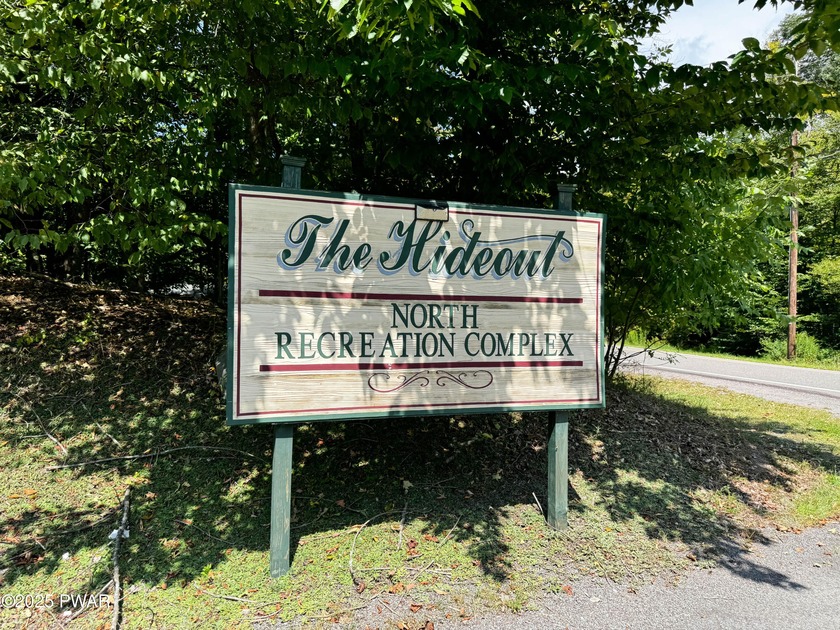 The Hideout
NORTH
RECREATION COMPLEX
©2025 PWAR